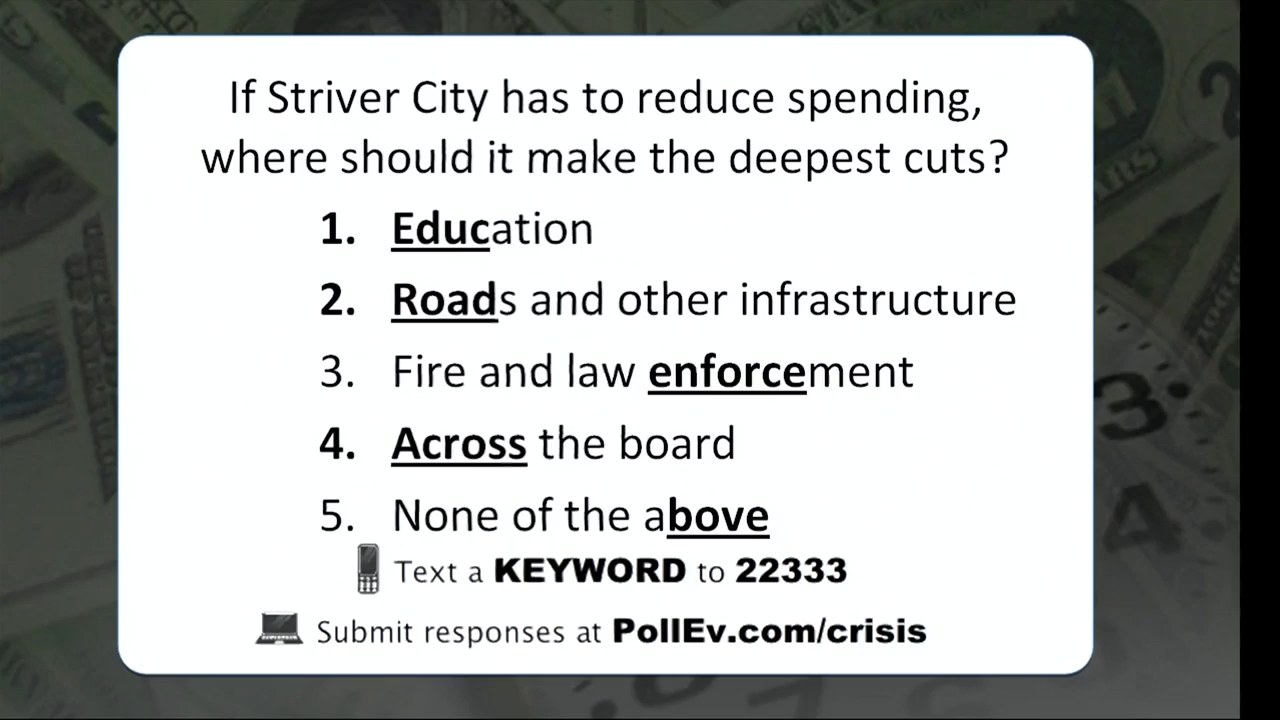 If Striver City has to reduce spending,
where should it make the deepest cuts?
1. Education
2. Roads and other infrastructure
3. Fire and law enforcement
4. Across the board
5. None of the above
Text a KEYWORD to 22333
Submit responses at PollEv.com/crisis